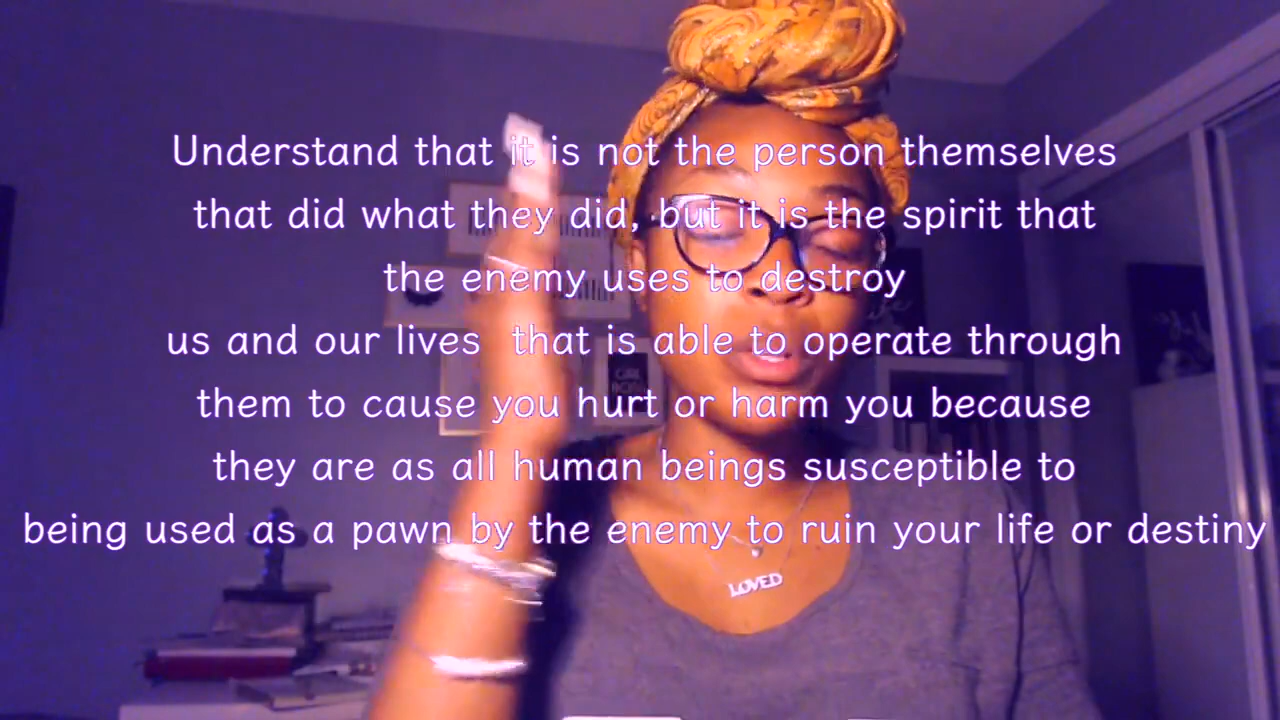 Understand that it is not the person themselves
that did what they did, but it is the spirit that
the enemy uses to destroy
us and our lives  that is able to operate through
them to cause you hurt or harm you because
they are as all human beings susceptible to
being used as a pawn by the enemy to ruin your life or destiny
GIRL
BOSS
LOVED